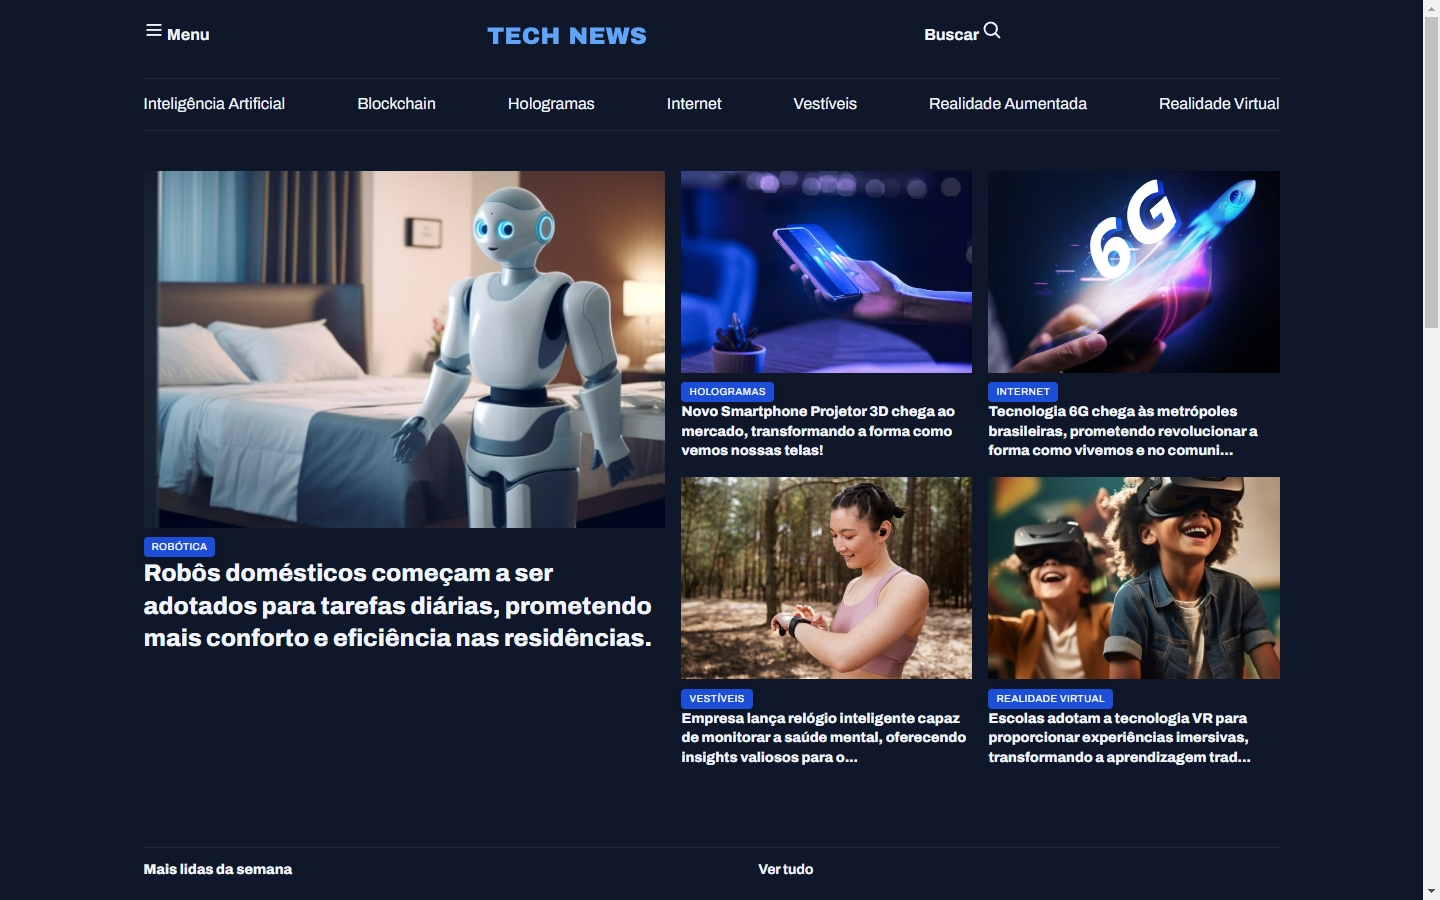 Menu
TECH NEWS
Buscar
Inteligência Artificial
Blockchain
Hologramas
Internet
Vestíveis
Realidade Aumentada
Realidade Virtual
ROBÓTICA
Robôs domésticos começam a ser
adotados para tarefas diárias, prometendo
mais conforto e eficiência nas residências.
HOLOGRAMAS
Novo Smartphone Projetor 3D chega ao
mercado, transformando a forma como
vemos nossas telas!
6G
INTERNET
Tecnologia 6G chega às metrópoles
brasileiras, prometendo revolucionar a
forma como vivemos e no comuni...
VESTÍVEIS
Empresa lança relógio inteligente capaz
de monitorar a saúde mental, oferecendo
insights valiosos para o...
REALIDADE VIRTUAL
Escolas adotam a tecnologia VR para
proporcionar experiências imersivas,
transformando a aprendizagem trad...
Mais lidas da semana
Ver tudo